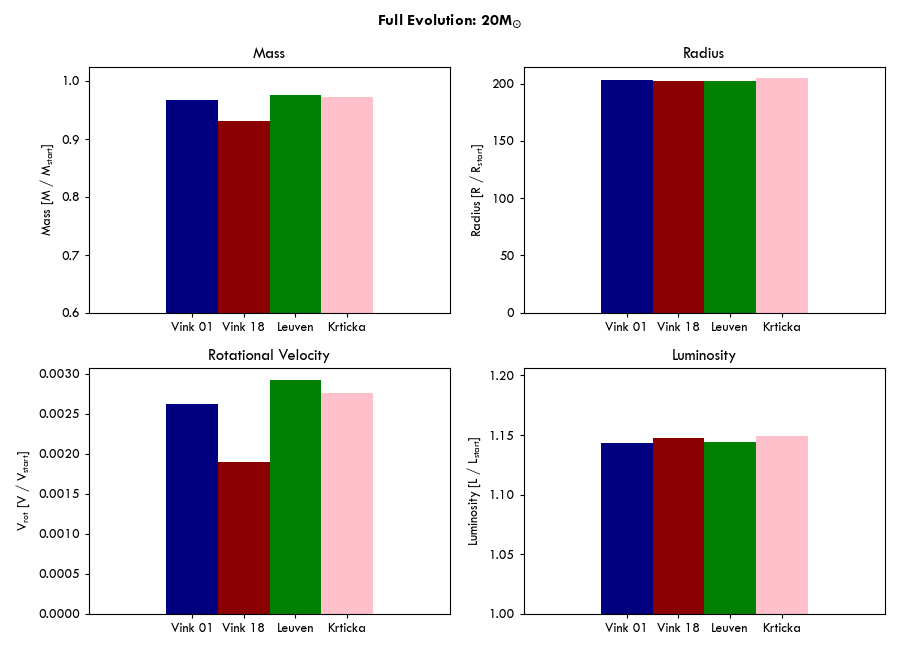 Full Evolution: 20M⊙
Mass
1.0
0.9
0.8
0.7
0.6
Mass [M / Mstart]
Vink 01 Vink 18 Leuven Krticka
Radius
200
150
100
50
0
Radius [R / Rstart]
Vink 01 Vink 18 Leuven Krticka
Rotational Velocity
0.0030
0.0025
0.0020
0.0015
0.0010
0.0005
0.0000
Vrot [V / Vstart]
Vink 01 Vink 18 Leuven Krticka
Luminosity
1.20
1.15
1.10
1.05
1.00
Luminosity [L / Lstart]
Vink 01 Vink 18 Leuven Krticka